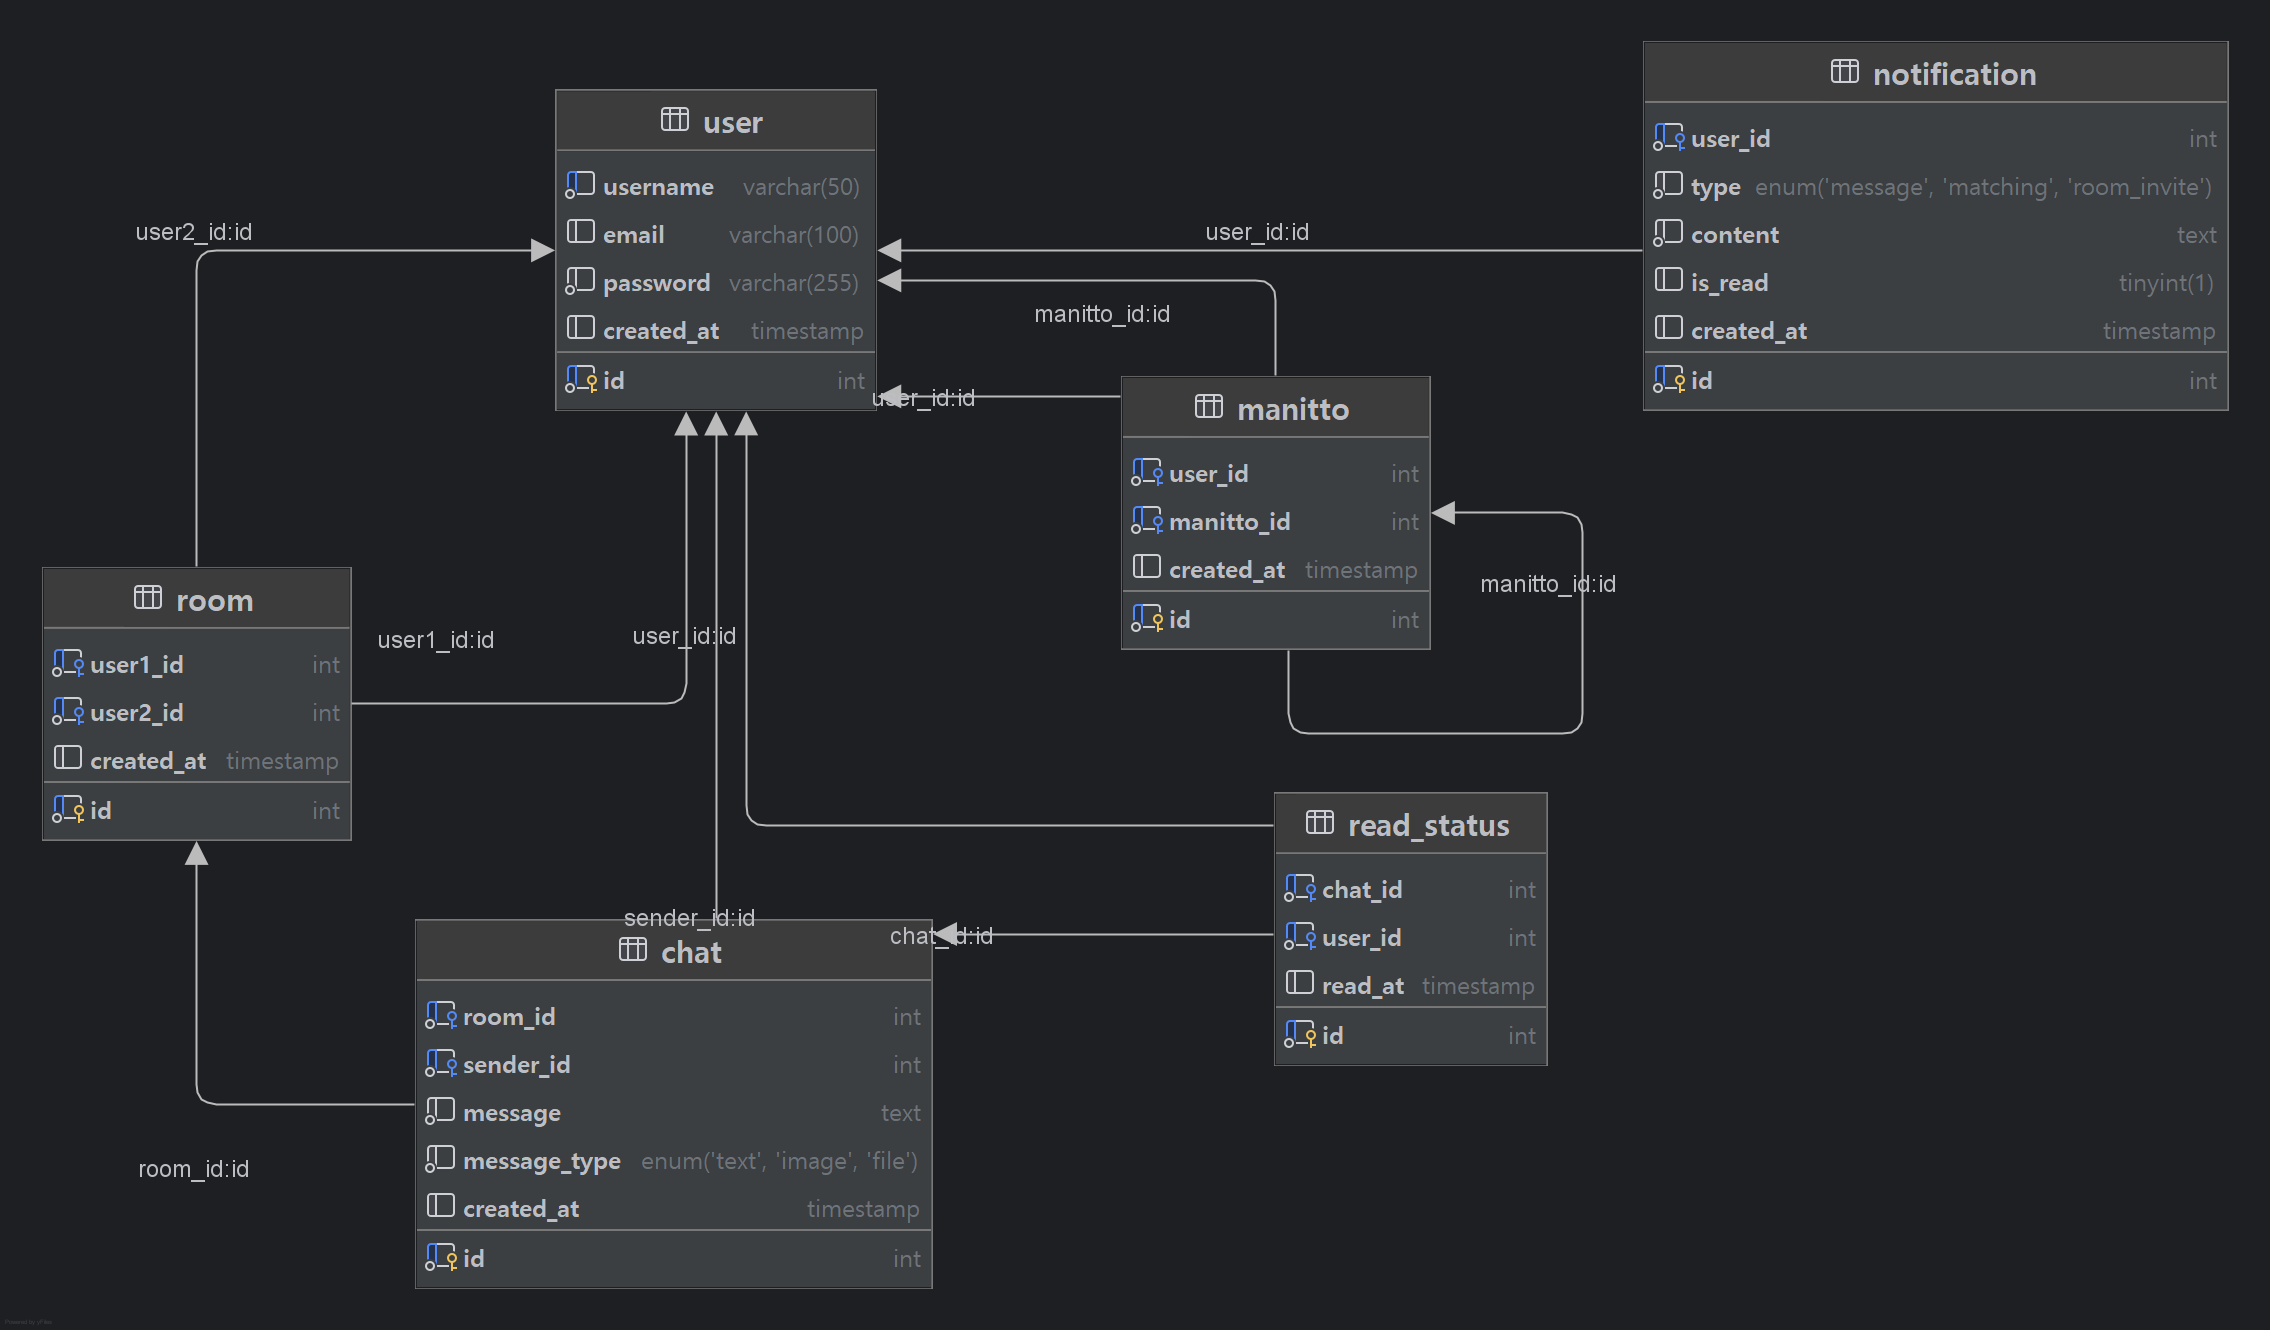 notification
user_id int
type enum('message', 'matching', 'room_invite')
content text
is_read tinyint(1)
created_at timestamp
id int
user
username varchar(50)
email varchar(100)
password varchar(255)
created_at timestamp
id int
user2_id:id
user_id:id
manitto_id:id
user_id:id
manitto
user_id int
manitto_id int
created_at timestamp
id int
manitto_id:id
room
user1_id int
user2_id int
created_at timestamp
id int
user1_id:id
user_id:id
read_status
chat_id int
user_id int
read_at timestamp
id int
sender_id:id
chat_id:id
chat
room_id int
sender_id int
message text
message_type enum('text', 'image', 'file')
created_at timestamp
id int
room_id:id
Powered by yFiles